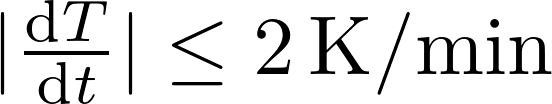 |dT/dt| ≤ 2 K/min